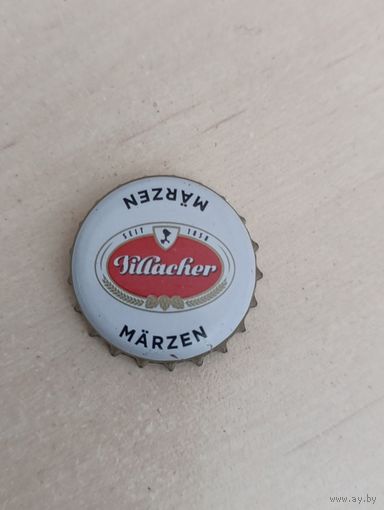 MÄRZEN
SEIT 1858
Villacher
MÄRZEN
www.ay.by